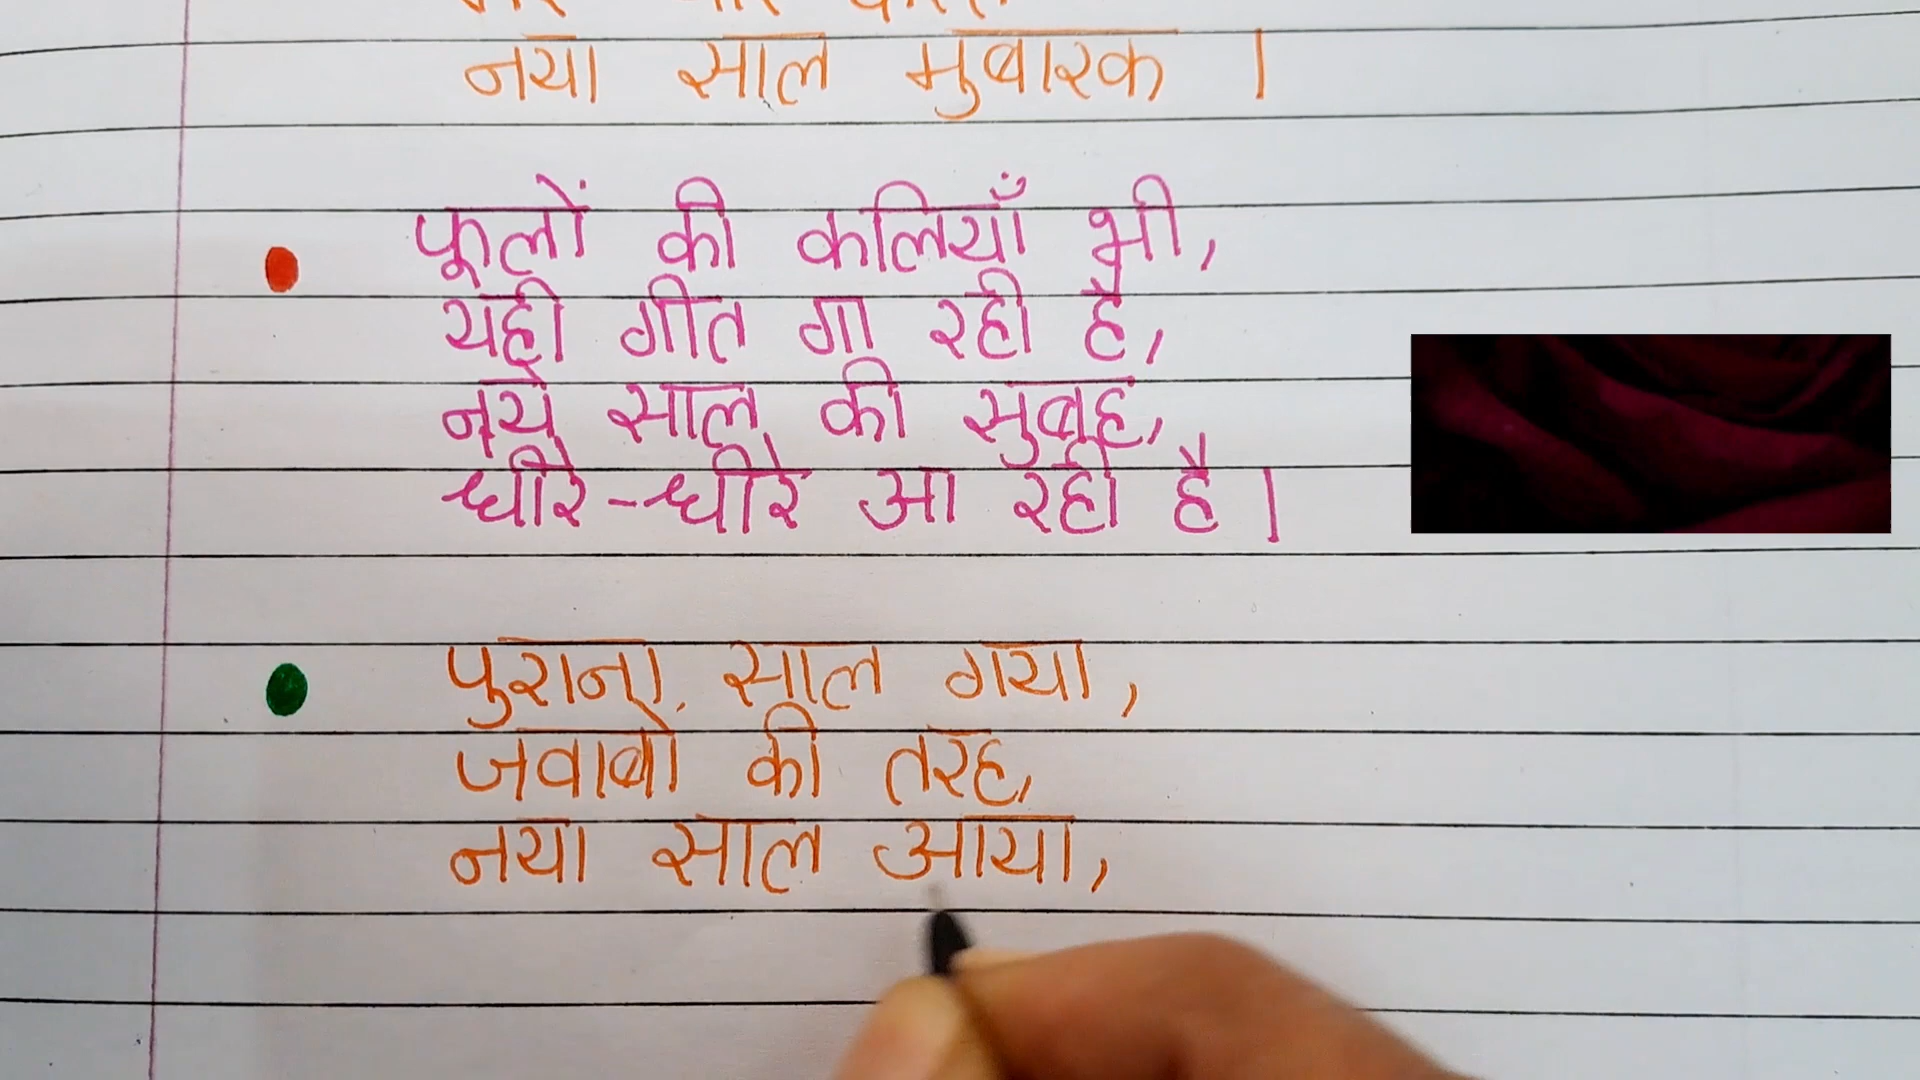 नया साल मुबारक ।
फूलों की कलियाँ भी,
यही गीत गा रही है,
नये साल की सुबह,
धीरे-धीरे आ रही है ।
पुराना साल गया,
जवाबों की तरह,
नया साल आया,